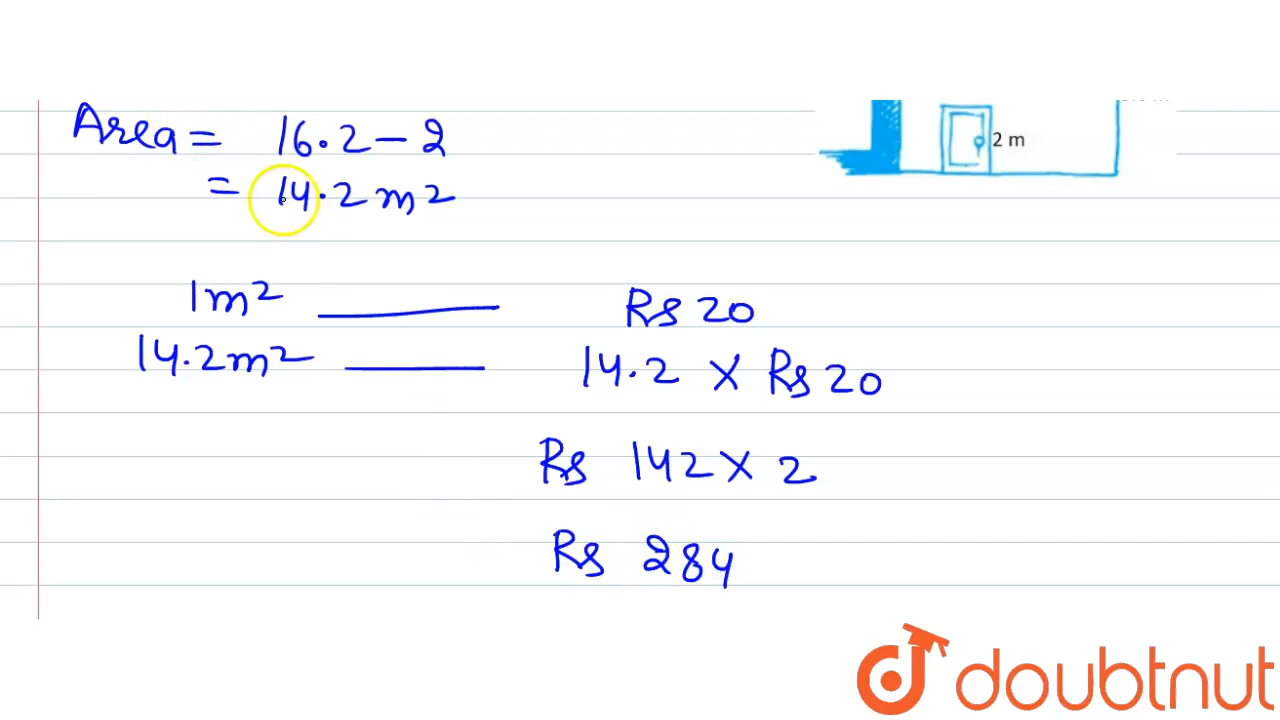 Area = 16.2 - 2
2 m
= 14.2 m2
1m2 Rs 20
14.2m2 14.2 X Rs 20
Rs 142 X 2
Rs 284
doubtnut